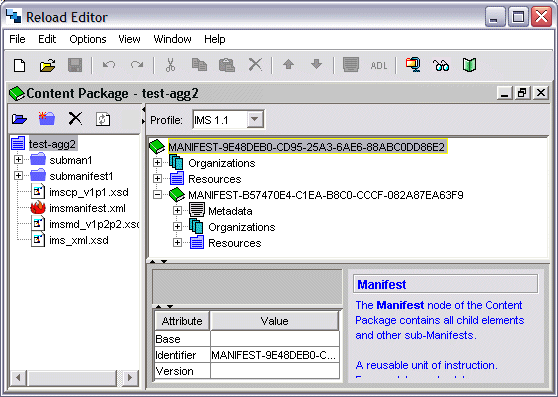 Reload Editor
File Edit Options View Window Help
ADL
Content Package - test-agg2
Profile: IMS 1.1
test-agg2
subman1
submanifest1
imscp_v1p1.xsd
imsmanifest.xml
imsmd_v1p2p2.xsd
ims_xml.xsd
MANIFEST-9E48DEB0-CD95-25A3-6AE6-88ABC0DD86E2
Organizations
Resources
MANIFEST-B57470E4-C1EA-B8C0-CCCF-082A87EA63F9
Metadata
Organizations
Resources
Attribute Value
Base
Identifier MANIFEST-9E48DEB0-C...
Version
Manifest
The Manifest node of the Content
Package contains all child elements
and other sub-Manifests.
A reusable unit of instruction.